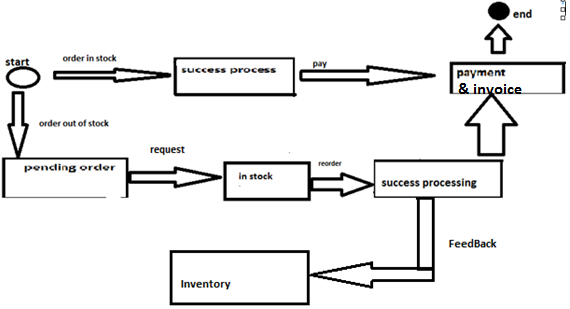 end
start
order in stock
success process
pay
payment
& invoice
order out of stock
pending order
request
in stock
reorder
success processing
FeedBack
Inventory